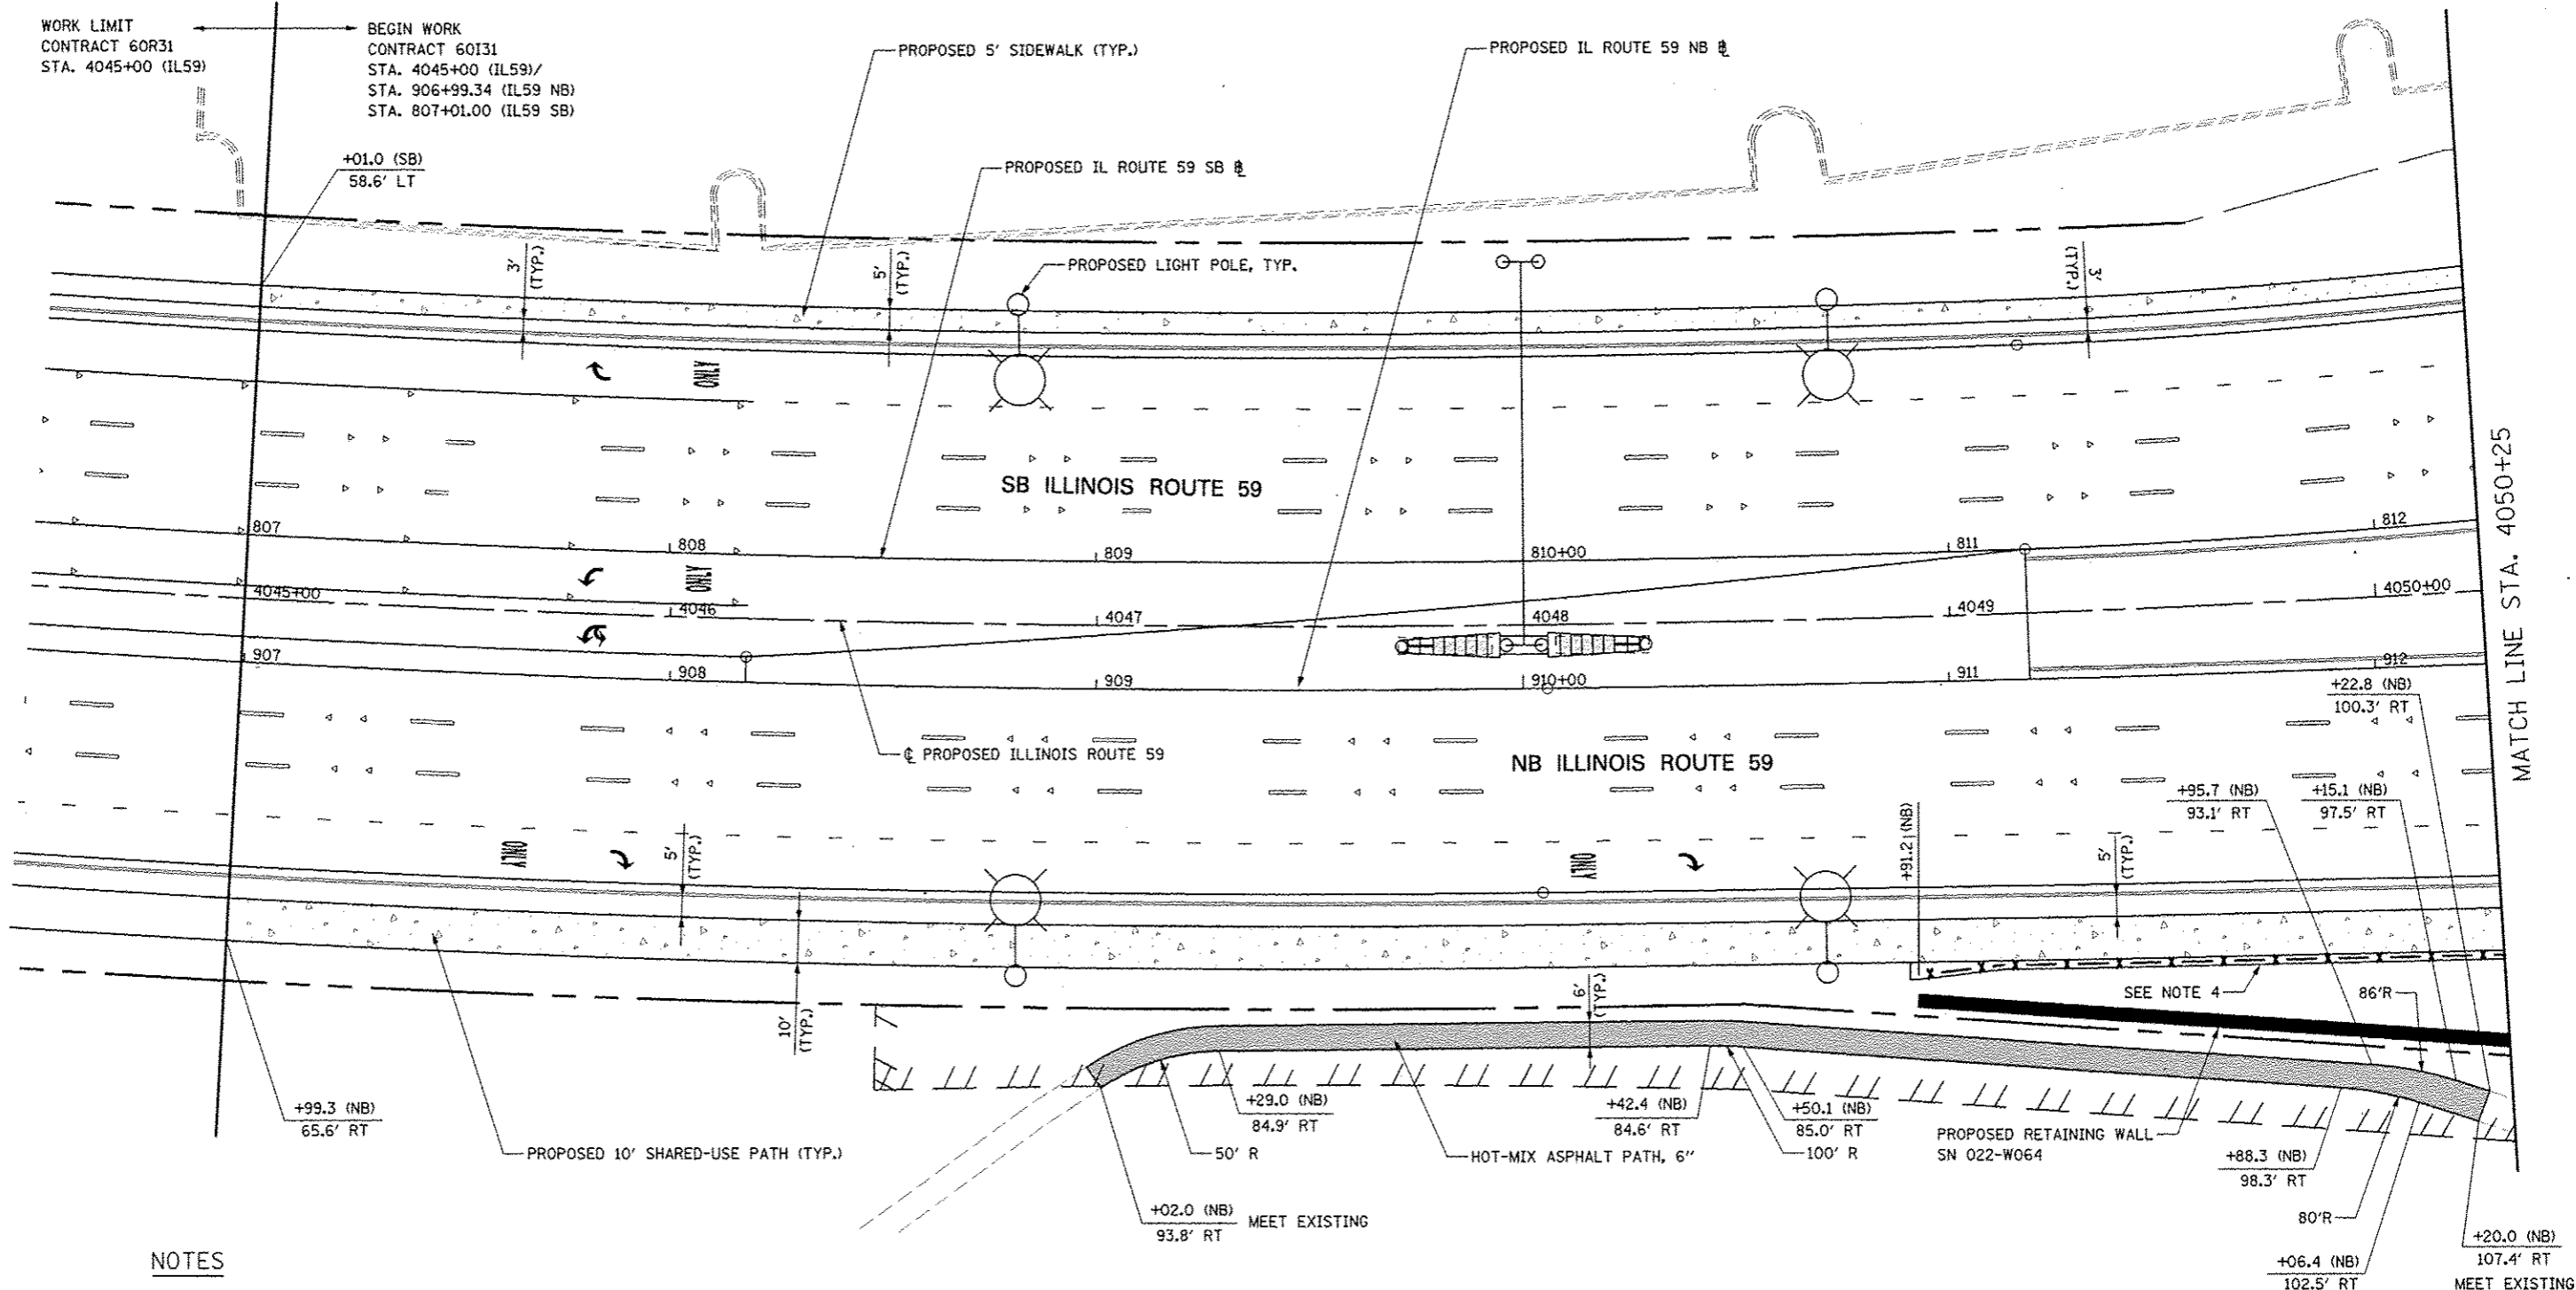 WORK LIMIT
CONTRACT 60R31
STA. 4045+00 (IL59)
BEGIN WORK
CONTRACT 60I31
STA. 4045+00 (IL59)/
STA. 906+99.34 (IL59 NB)
STA. 807+01.00 (IL59 SB)
PROPOSED 5' SIDEWALK (TYP.)
PROPOSED IL ROUTE 59 NB ℄
+01.0 (SB)
58.6' LT
PROPOSED IL ROUTE 59 SB ℄
3'
(TYP.)
5'
(TYP.)
PROPOSED LIGHT POLE, TYP.
3'
(TYP.)
ONLY
SB ILLINOIS ROUTE 59
807
808
809
810+00
811
812
ONLY
4045+00
4046
4047
4048
4049
4050+00
MATCH LINE STA. 4050+25
907
908
909
910+00
911
912
+22.8 (NB)
100.3' RT
℄ PROPOSED ILLINOIS ROUTE 59
NB ILLINOIS ROUTE 59
+95.7 (NB)
93.1' RT
+15.1 (NB)
97.5' RT
ONLY
5'
(TYP.)
ONLY
+91.2 (NB)
5'
(TYP.)
10'
(TYP.)
6'
(TYP.)
SEE NOTE 4
86'R
+99.3 (NB)
65.6' RT
PROPOSED 10' SHARED-USE PATH (TYP.)
+29.0 (NB)
84.9' RT
50' R
+42.4 (NB)
84.6' RT
HOT-MIX ASPHALT PATH, 6"
+50.1 (NB)
85.0' RT
100' R
PROPOSED RETAINING WALL
SN 022-W064
+88.3 (NB)
98.3' RT
80'R
+02.0 (NB)
93.8' RT
MEET EXISTING
+06.4 (NB)
102.5' RT
+20.0 (NB)
107.4' RT
MEET EXISTING
NOTES